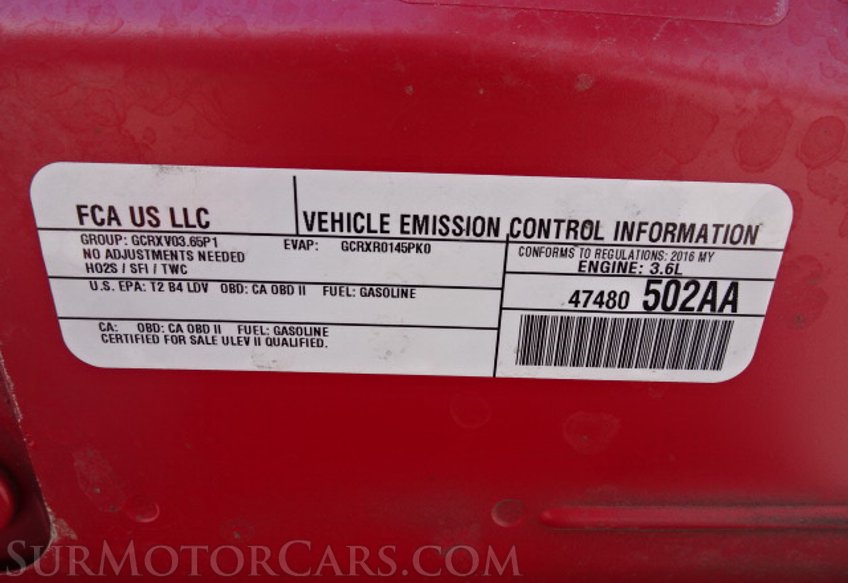 FCA US LLC
VEHICLE EMISSION CONTROL INFORMATION
GROUP: GCRXV03.65P1
EVAP: GCRXR0145PK0
NO ADJUSTMENTS NEEDED
HO2S / SFI / TWC
CONFORMS TO REGULATIONS: 2016 MY
ENGINE: 3.6L
U.S. EPA: T2 B4 LDV OBD: CA OBD II FUEL: GASOLINE
47480 502AA
CA: OBD: CA OBD II FUEL: GASOLINE
CERTIFIED FOR SALE ULEV II QUALIFIED.
SURMOTORCARS.COM